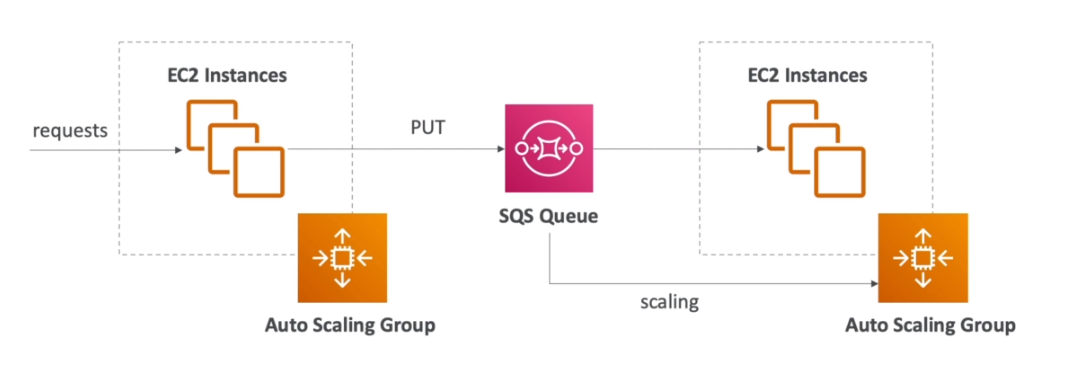 EC2 Instances
EC2 Instances
requests
PUT
SQS Queue
scaling
Auto Scaling Group
Auto Scaling Group